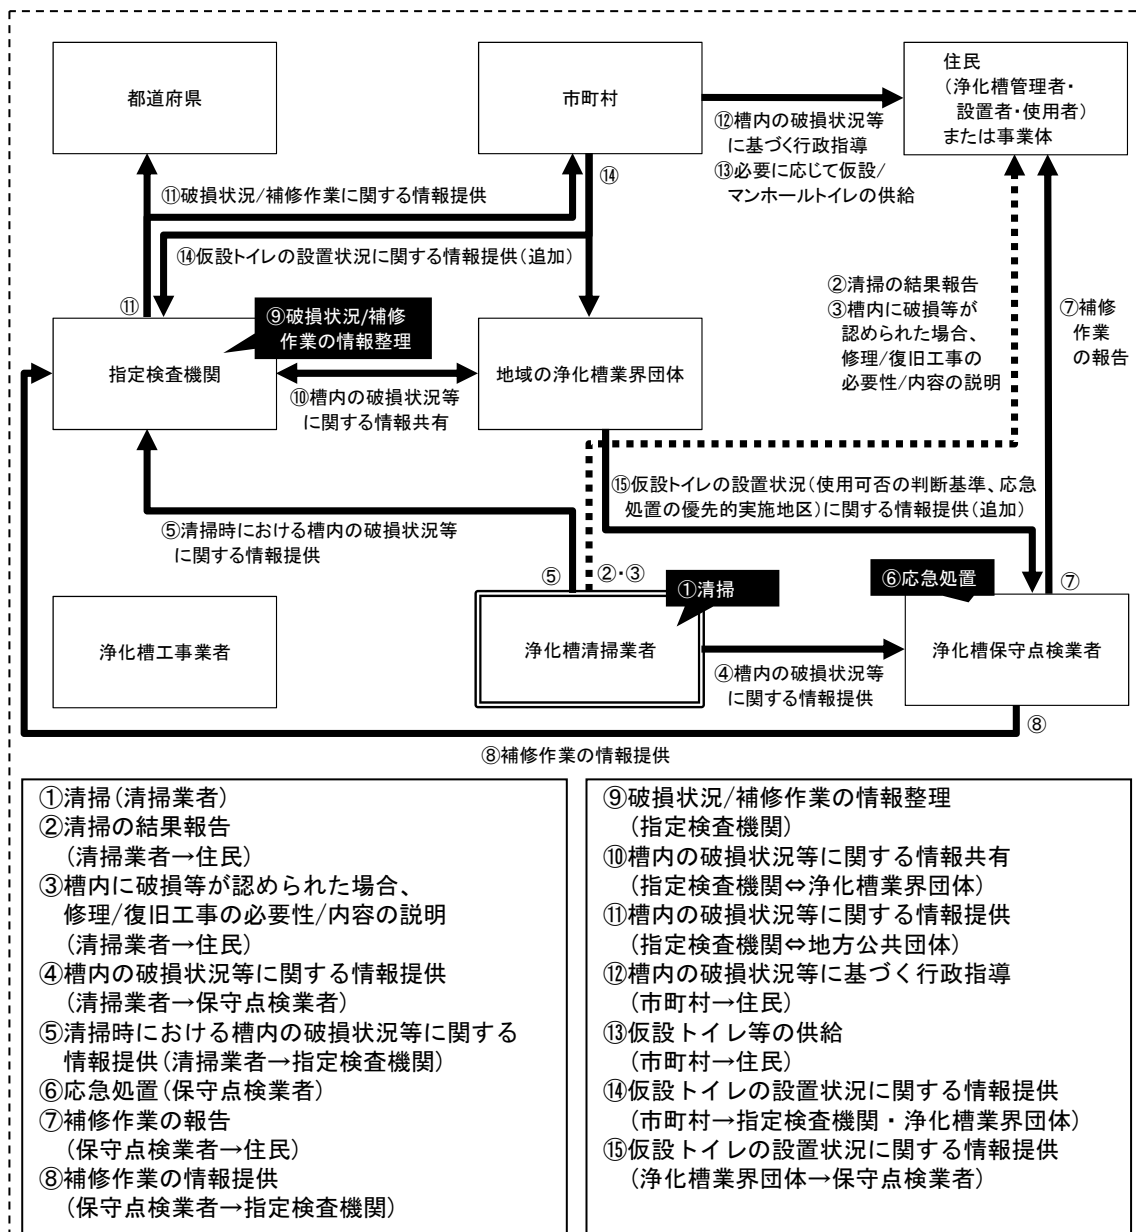 都道府県
市町村
住民
(浄化槽管理者・
設置者・使用者)
または事業体
⑫槽内の破損状況等
に基づく行政指導
⑬必要に応じて仮設/
マンホールトイレの供給
⑪破損状況/補修作業に関する情報提供
⑭
⑭仮設トイレの設置状況に関する情報提供(追加)
⑪
⑨破損状況/補修
作業の情報整理
②清掃の結果報告
③槽内に破損等が
認められた場合、
修理/復旧工事の
必要性/内容の説明
⑦補修
作業
の報告
指定検査機関
地域の浄化槽業界団体
⑩槽内の破損状況等
に関する情報共有
⑮仮設トイレの設置状況(使用可否の判断基準、応急
処置の優先的実施地区)に関する情報提供(追加)
⑤清掃時における槽内の破損状況等
に関する情報提供
⑤
②・③
①清掃
⑥応急処置
⑦
浄化槽工事業者
浄化槽清掃業者
浄化槽保守点検業者
④槽内の破損状況等
に関する情報提供
⑧
⑧補修作業の情報提供
①清掃(清掃業者)
②清掃の結果報告
(清掃業者→住民)
③槽内に破損等が認められた場合、
修理/復旧工事の必要性/内容の説明
(清掃業者→住民)
④槽内の破損状況等に関する情報提供
(清掃業者→保守点検業者)
⑤清掃時における槽内の破損状況等に関する
情報提供(清掃業者→指定検査機関)
⑥応急処置(保守点検業者)
⑦補修作業の報告
(保守点検業者→住民)
⑧補修作業の情報提供
(保守点検業者→指定検査機関)
⑨破損状況/補修作業の情報整理
(指定検査機関)
⑩槽内の破損状況等に関する情報共有
(指定検査機関⇔浄化槽業界団体)
⑪槽内の破損状況等に関する情報提供
(指定検査機関⇔地方公共団体)
⑫槽内の破損状況等に基づく行政指導
(市町村→住民)
⑬仮設トイレ等の供給
(市町村→住民)
⑭仮設トイレの設置状況に関する情報提供
(市町村→指定検査機関・浄化槽業界団体)
⑮仮設トイレの設置状況に関する情報提供
(浄化槽業界団体→保守点検業者)